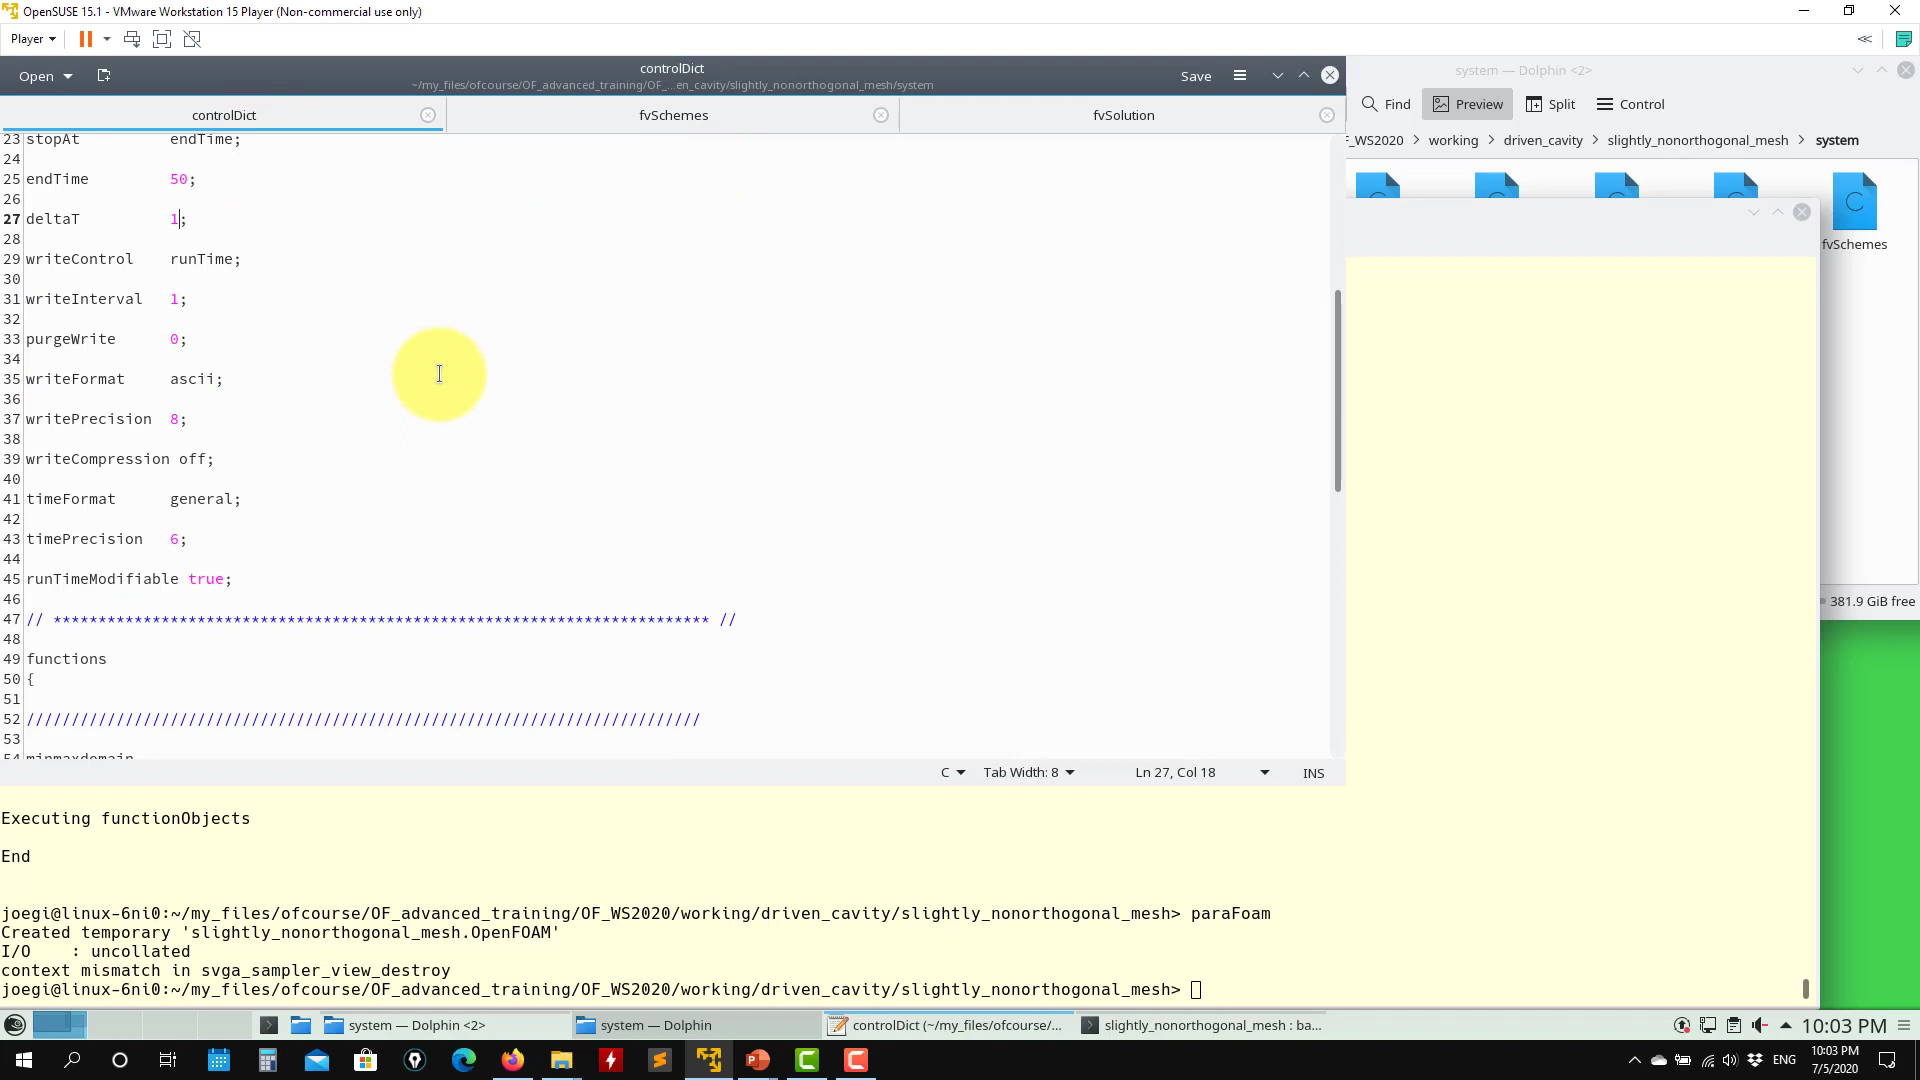 OpenSUSE 15.1 - VMware Workstation 15 Player (Non-commercial use only)
Player
Open
controlDict
~/my_files/ofcourse/OF_advanced_training/OF_...en_cavity/slightly_nonorthogonal_mesh/system
Save
system — Dolphin <2>
controlDict
fvSchemes
fvSolution
Find
Preview
Split
Control
F_WS2020 > working > driven_cavity > slightly_nonorthogonal_mesh > system
fvSchemes
381.9 GiB free
23 stopAt endTime;
24
25 endTime 50;
26
27 deltaT 1;
28
29 writeControl runTime;
30
31 writeInterval 1;
32
33 purgeWrite 0;
34
35 writeFormat ascii;
36
37 writePrecision 8;
38
39 writeCompression off;
40
41 timeFormat general;
42
43 timePrecision 6;
44
45 runTimeModifiable true;
46
47 // ************************************************************************* //
48
49 functions
50 {
51
52 ///////////////////////////////////////////////////////////////////////////
53
54 minmaxdomain
C
Tab Width: 8
Ln 27, Col 18
INS
Executing functionObjects
End
joegi@linux-6ni0:~/my_files/ofcourse/OF_advanced_training/OF_WS2020/working/driven_cavity/slightly_nonorthogonal_mesh> paraFoam
Created temporary 'slightly_nonorthogonal_mesh.OpenFOAM'
I/O : uncollated
context mismatch in svga_sampler_view_destroy
joegi@linux-6ni0:~/my_files/ofcourse/OF_advanced_training/OF_WS2020/working/driven_cavity/slightly_nonorthogonal_mesh>
system — Dolphin <2>
system — Dolphin
controlDict (~/my_files/ofcourse/...
slightly_nonorthogonal_mesh : ba...
10:03 PM
ENG
10:03 PM
7/5/2020